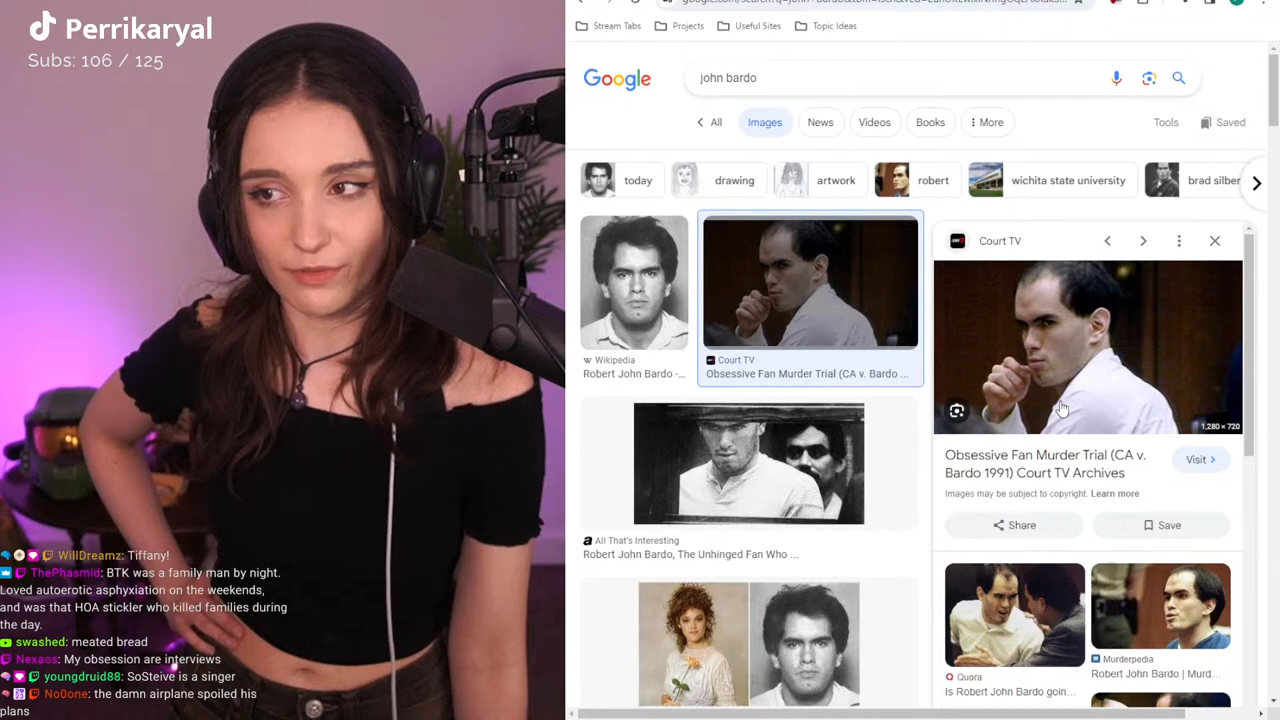 Perrikaryal
Subs: 106 / 125
Stream Tabs
Projects
Useful Sites
Topic Ideas
Google
john bardo
All
Images
News
Videos
Books
More
Tools
Saved
today
drawing
artwork
robert
wichita state university
brad silber
Court TV
1,280 × 720
Wikipedia
Robert John Bardo -...
Court TV
Obsessive Fan Murder Trial (CA v. Bardo ...
Obsessive Fan Murder Trial (CA v.
Bardo 1991) Court TV Archives
Visit
Images may be subject to copyright. Learn more
Share
Save
All That's Interesting
Robert John Bardo, The Unhinged Fan Who ...
Quora
Is Robert John Bardo goin...
Murderpedia
Robert John Bardo | Murd...
WillDreamz: Tiffany!
ThePhasmid: BTK was a family man by night.
Loved autoerotic asphyxiation on the weekends,
and was that HOA stickler who killed families during
the day.
swashed: meated bread
Nexaos: My obsession are interviews
youngdruid88: SoSteive is a singer
No0one: the damn airplane spoiled his
plans